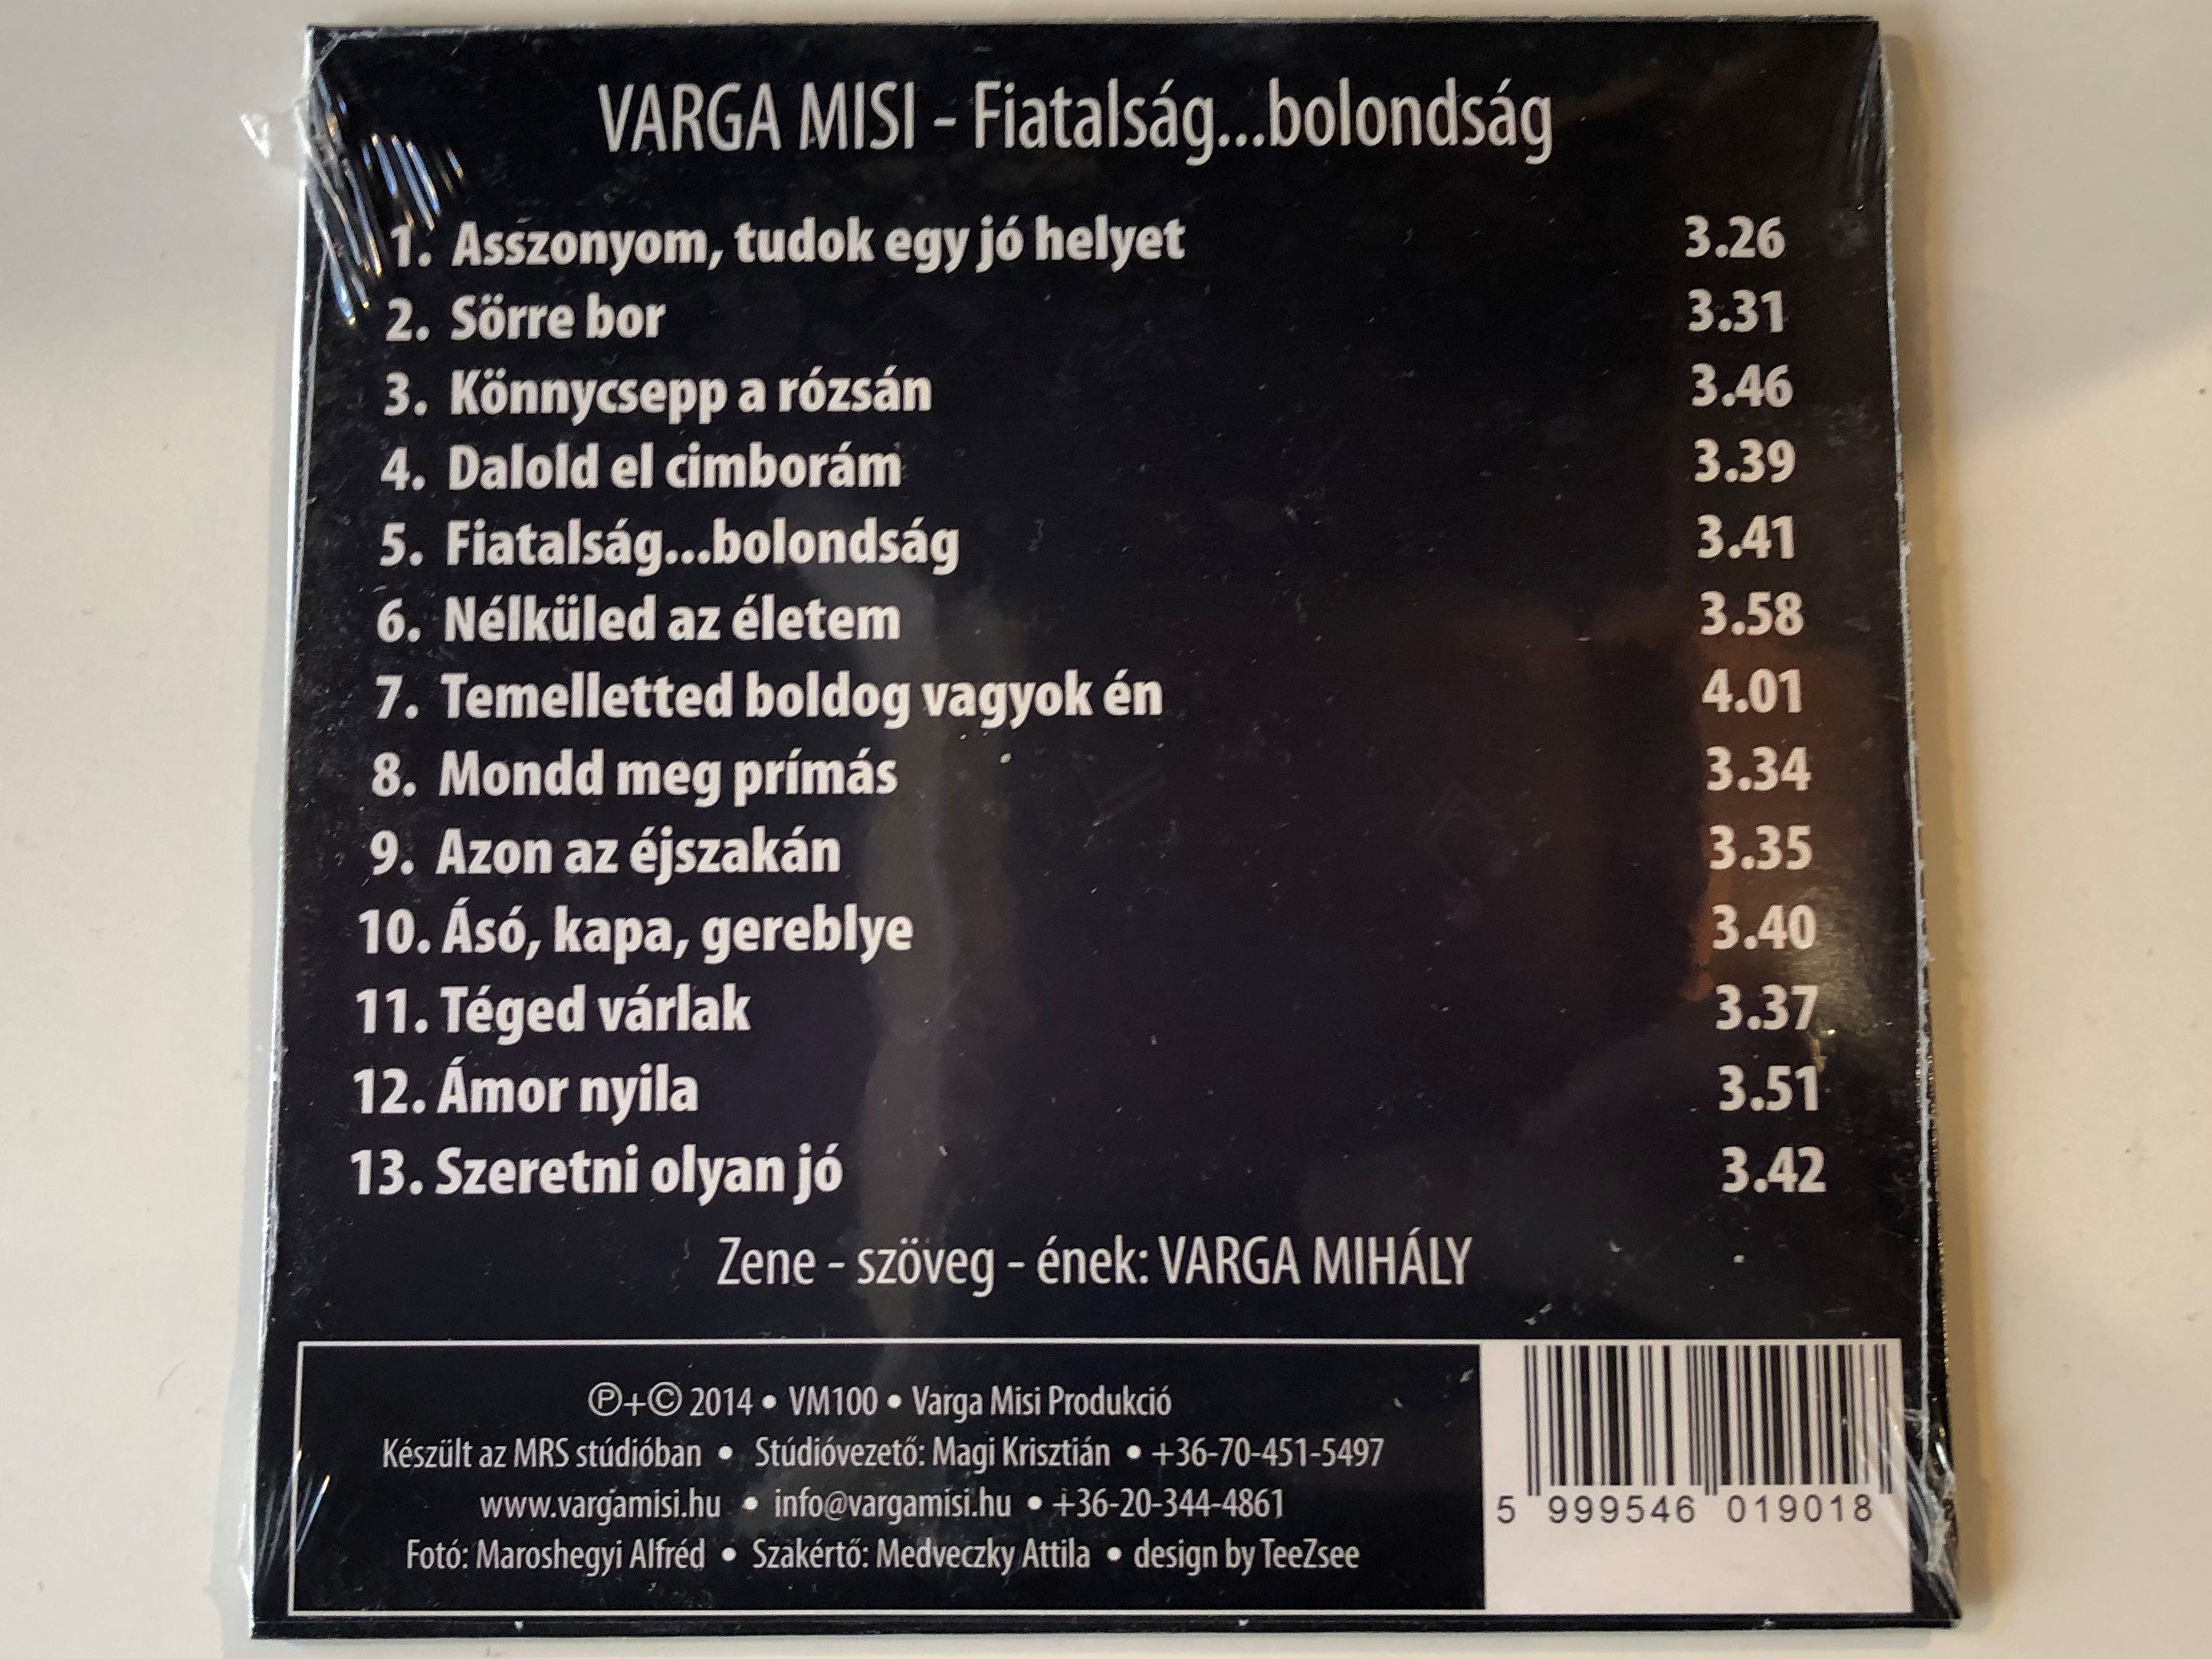 VARGA MISI - Fiatalság...bolondság
1. Asszonyom, tudok egy jó helyet 3.26
2. Sörre bor 3.31
3. Könnycsepp a rózsán 3.46
4. Dalold el cimborám 3.39
5. Fiatalság...bolondság 3.41
6. Nélküled az életem 3.58
7. Temelletted boldog vagyok én 4.01
8. Mondd meg prímás 3.34
9. Azon az éjszakán 3.35
10. Ásó, kapa, gereblye 3.40
11. Téged várlak 3.37
12. Ámor nyila 3.51
13. Szeretni olyan jó 3.42
Zene - szöveg - ének: VARGA MIHÁLY
℗+© 2014 • VM100 • Varga Misi Produkció
Készült az MRS stúdióban • Stúdióvezető: Magi Krisztián • +36-70-451-5497
www.vargamisi.hu • info@vargamisi.hu • +36-20-344-4861
Fotó: Maroshegyi Alfréd • Szakértő: Medveczky Attila • design by TeeZsee
5 999546 019018